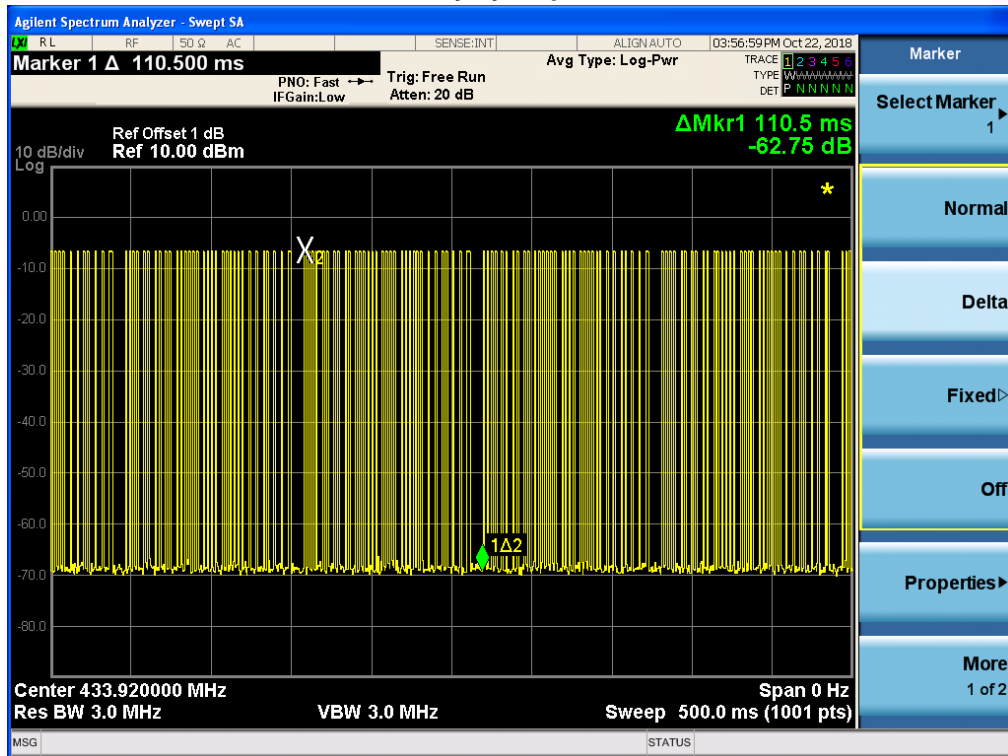 Agilent Spectrum Analyzer - Swept SA
LXI RL RF 50 Ω AC SENSE:INT ALIGN AUTO 03:56:59 PM Oct 22, 2018
Marker 1 Δ 110.500 ms
PNO: Fast
IFGain:Low
Trig: Free Run
Atten: 20 dB
Avg Type: Log-Pwr
TRACE 1 2 3 4 5 6
TYPE
DET P N N N N N
Marker
Select Marker
1
Normal
Delta
Fixed
Off
Properties
More
1 of 2
ΔMkr1 110.5 ms
-62.75 dB
Ref Offset 1 dB
10 dB/div Ref 10.00 dBm
Log
0.00
-10.0
-20.0
-30.0
-40.0
-50.0
-60.0
-70.0
-80.0
X2
1Δ2
*
Center 433.920000 MHz Span 0 Hz
Res BW 3.0 MHz VBW 3.0 MHz Sweep 500.0 ms (1001 pts)
MSG STATUS